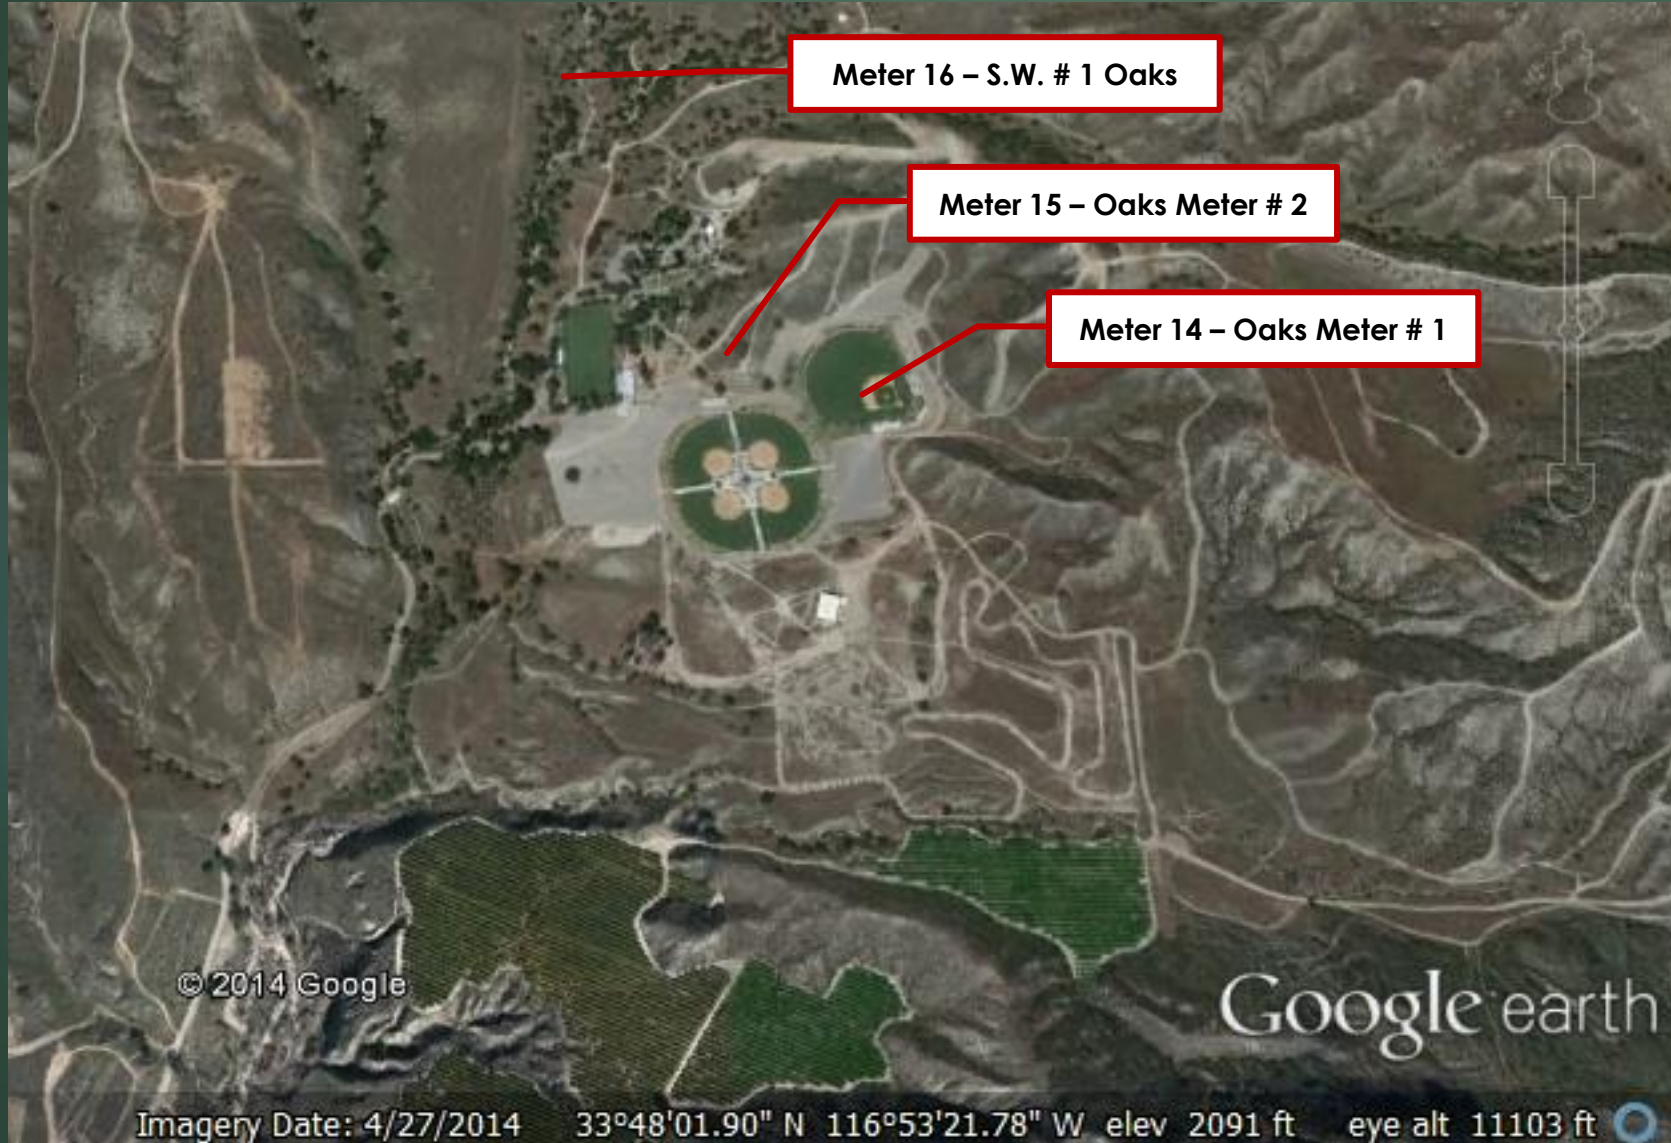 Meter 16 – S.W. # 1 Oaks
Meter 15 – Oaks Meter # 2
Meter 14 – Oaks Meter # 1
© 2014 Google
Google earth
Imagery Date: 4/27/2014 33°48'01.90" N 116°53'21.78" W elev 2091 ft eye alt 11103 ft